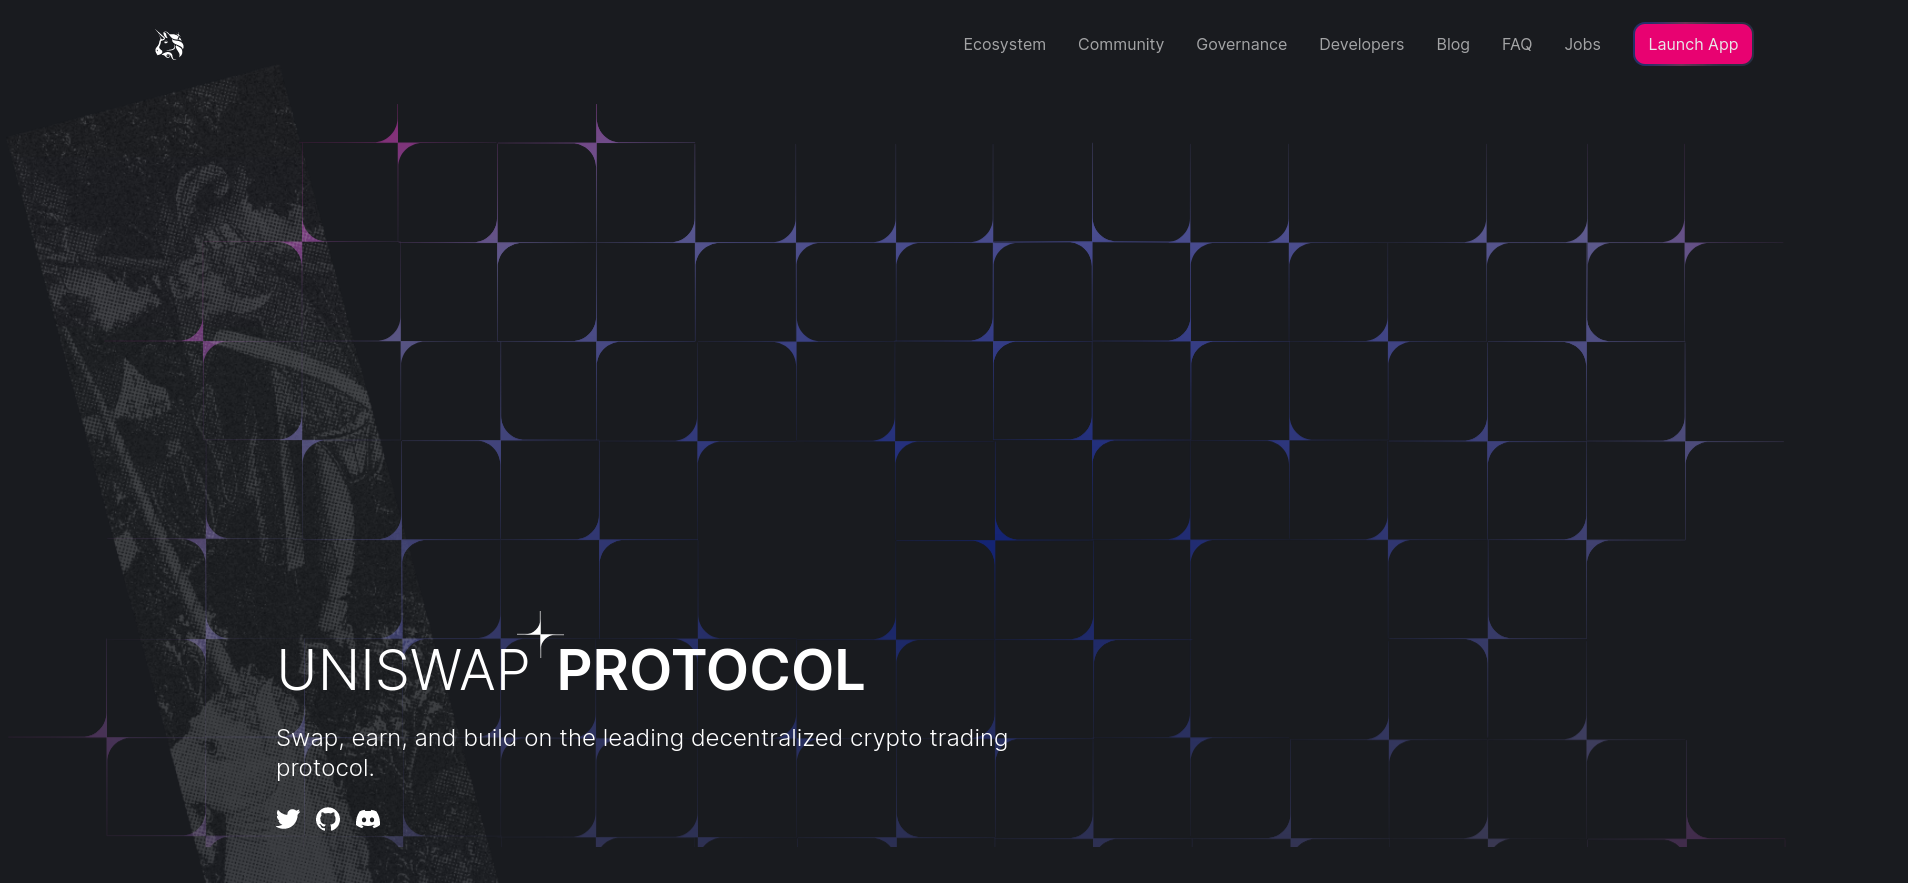 Ecosystem Community Governance Developers Blog FAQ Jobs Launch App
UNISWAP PROTOCOL
Swap, earn, and build on the leading decentralized crypto trading
protocol.